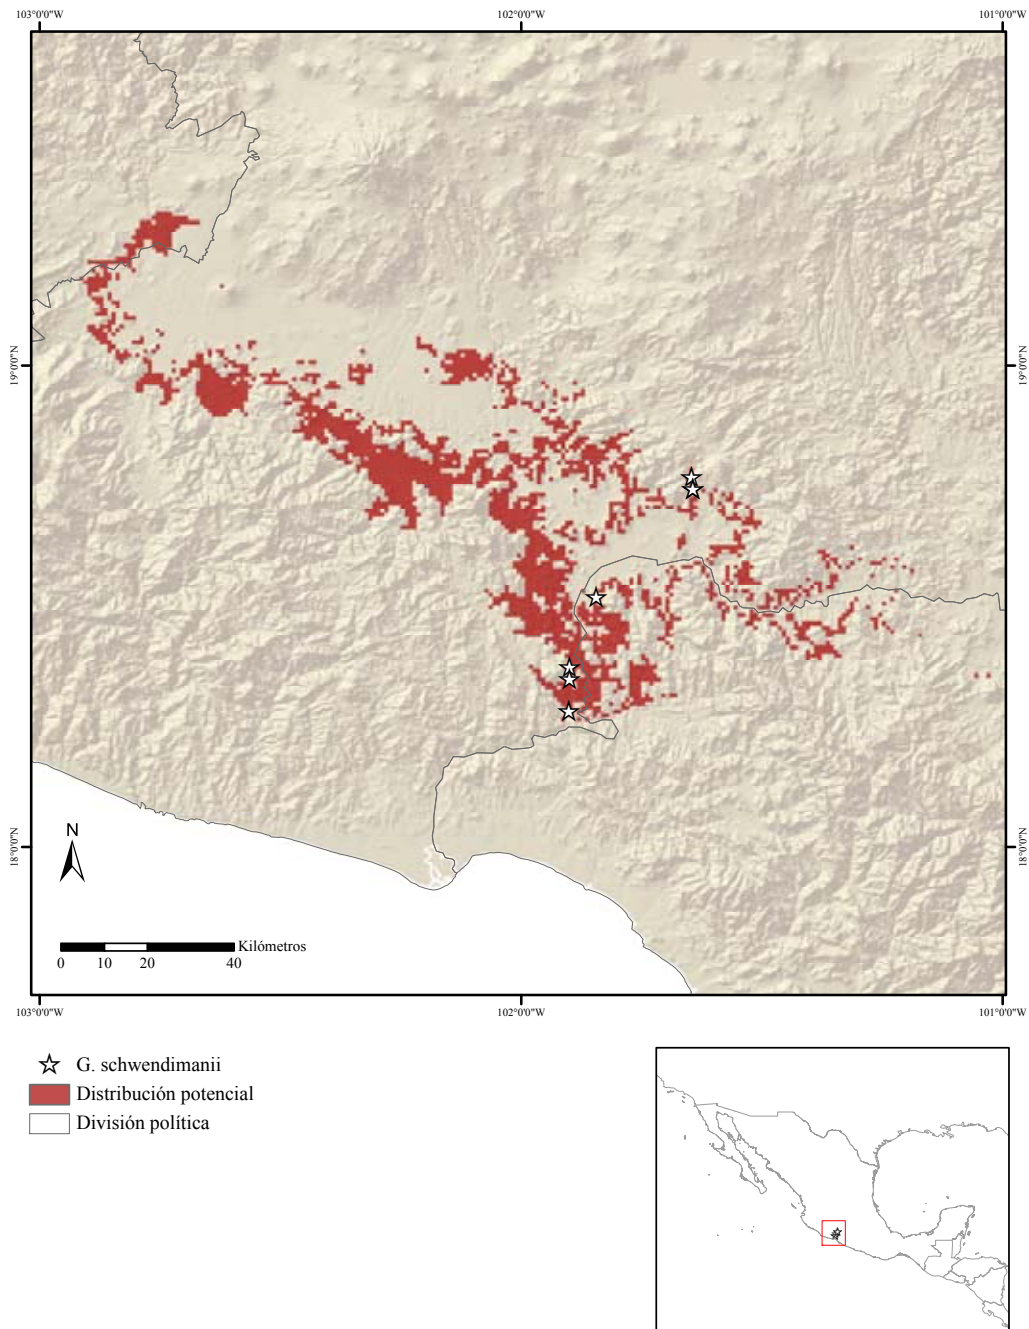 103°0'0"W 102°0'0"W 101°0'0"W
19°0'0"N 19°0'0"N
18°0'0"N 18°0'0"N
N
Kilómetros
0 10 20 40
103°0'0"W 102°0'0"W 101°0'0"W
G. schwendimanii
Distribución potencial
División política